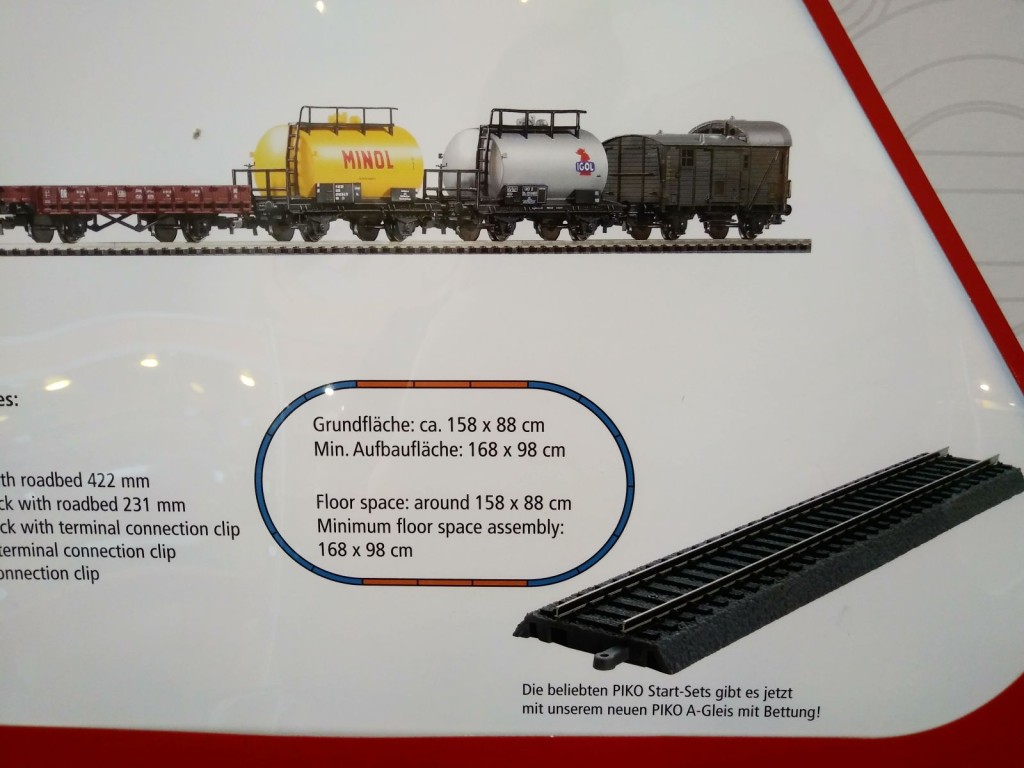 MINOL
IGOL
es:
Grundfläche: ca. 158 x 88 cm
Min. Aufbaufläche: 168 x 98 cm
Floor space: around 158 x 88 cm
Minimum floor space assembly:
168 x 98 cm
th roadbed 422 mm
ck with roadbed 231 mm
ck with terminal connection clip
terminal connection clip
onnection clip
Die beliebten PIKO Start-Sets gibt es jetzt
mit unserem neuen PIKO A-Gleis mit Bettung!